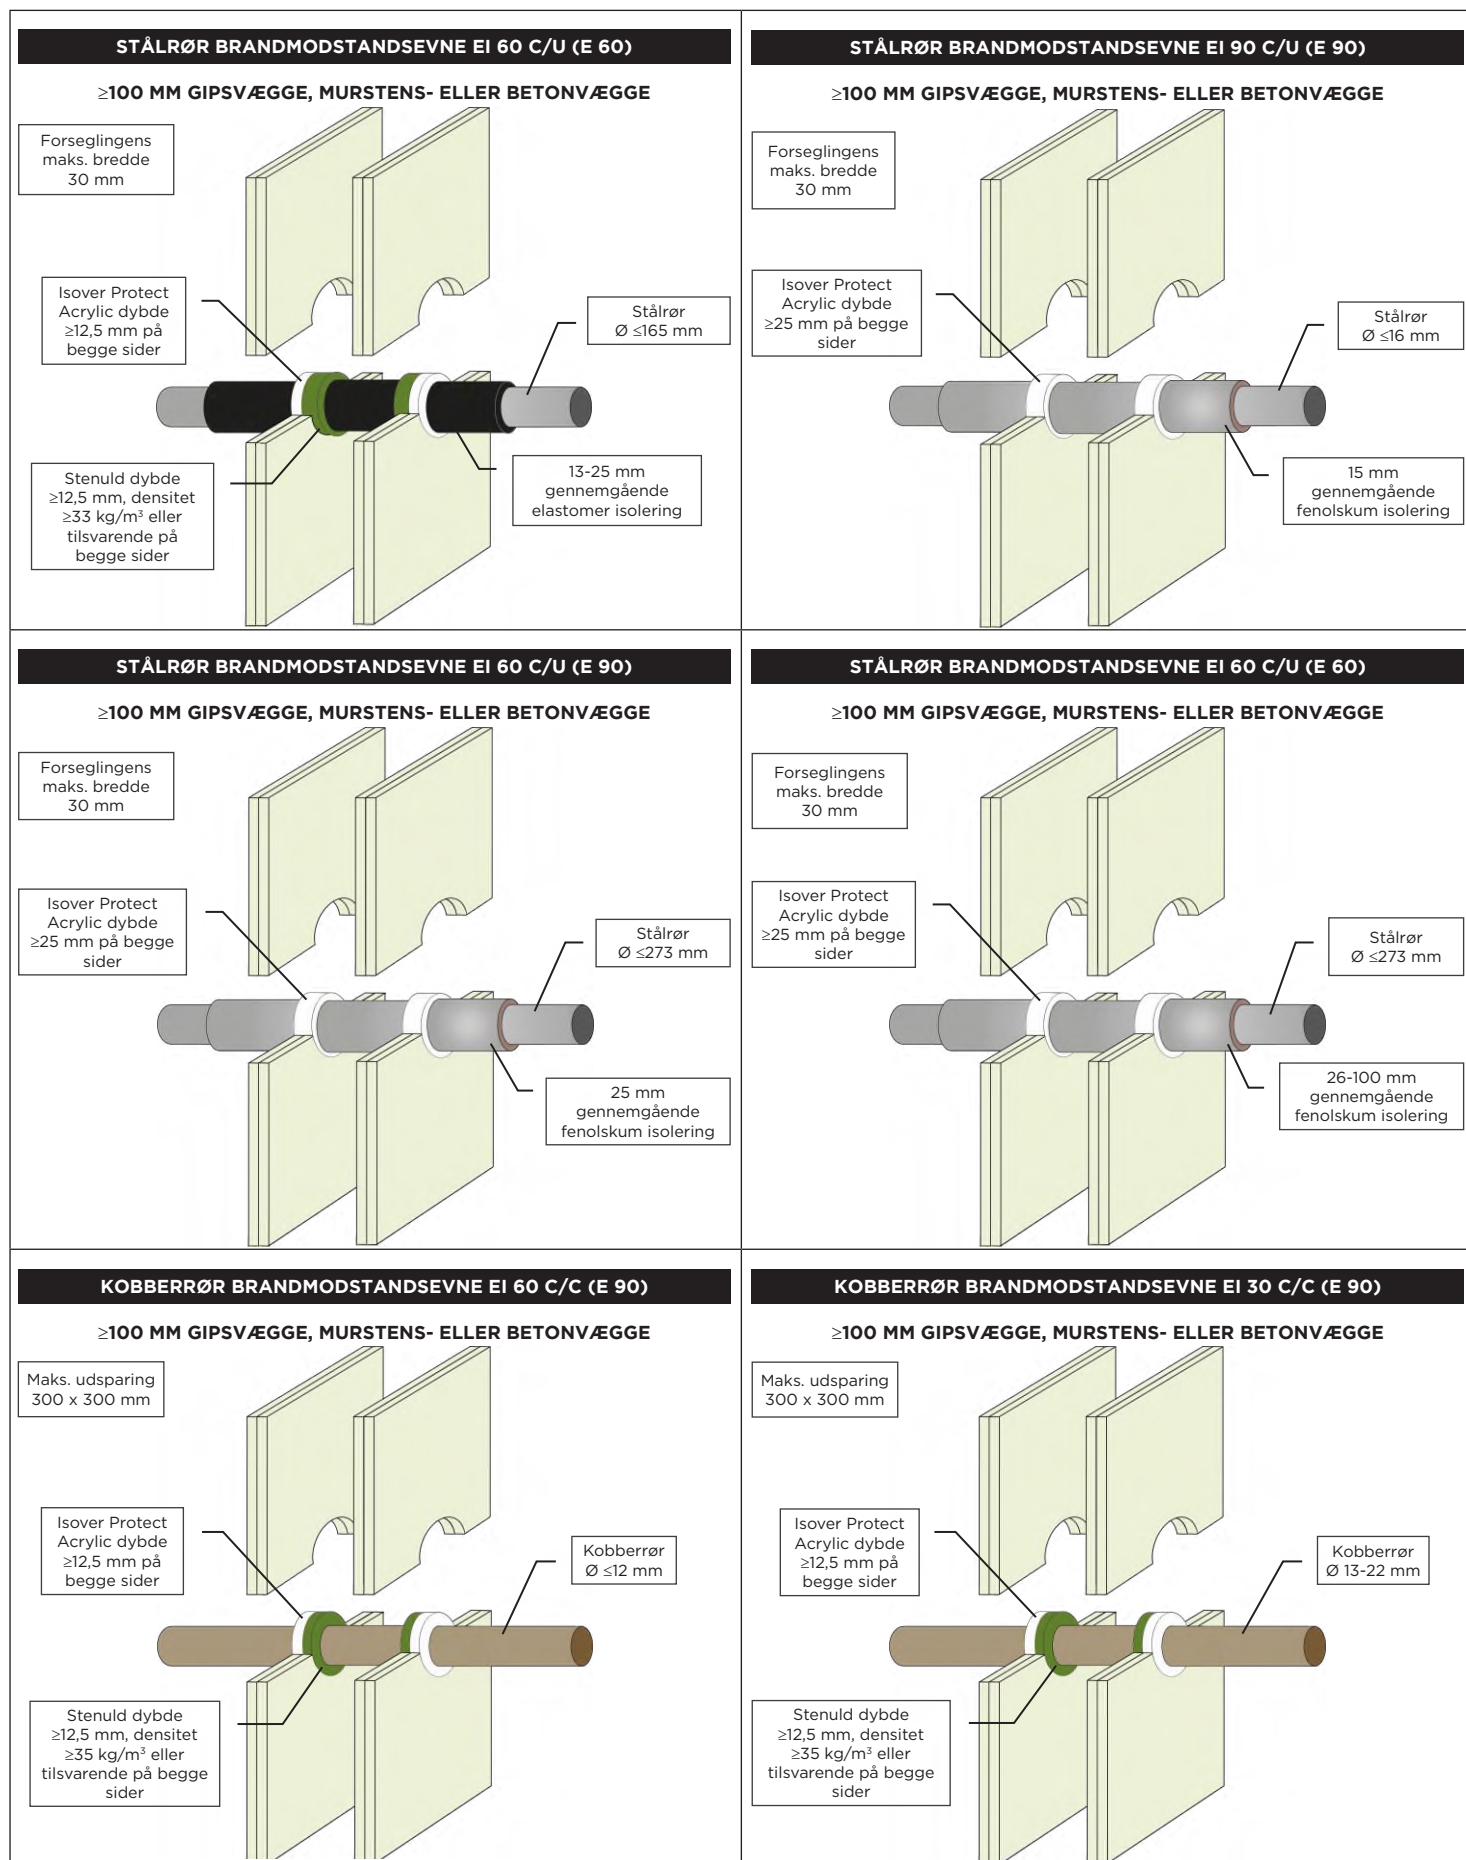 STÅLRØR BRANDMODSTANDSEVNE EI 60 C/U (E 60)
≥100 MM GIPSVÆGGE, MURSTENS- ELLER BETONVÆGGE
Forseglingens
maks. bredde
30 mm
Isover Protect
Acrylic dybde
≥12,5 mm på
begge sider
Stålrør
Ø ≤165 mm
Stenuld dybde
≥12,5 mm, densitet
≥33 kg/m³ eller
tilsvarende på
begge sider
13-25 mm
gennemgående
elastomer isolering
STÅLRØR BRANDMODSTANDSEVNE EI 90 C/U (E 90)
≥100 MM GIPSVÆGGE, MURSTENS- ELLER BETONVÆGGE
Forseglingens
maks. bredde
30 mm
Isover Protect
Acrylic dybde
≥25 mm på begge
sider
Stålrør
Ø ≤16 mm
15 mm
gennemgående
fenolskum isolering
STÅLRØR BRANDMODSTANDSEVNE EI 60 C/U (E 90)
≥100 MM GIPSVÆGGE, MURSTENS- ELLER BETONVÆGGE
Forseglingens
maks. bredde
30 mm
Isover Protect
Acrylic dybde
≥25 mm på begge
sider
Stålrør
Ø ≤273 mm
25 mm
gennemgående
fenolskum isolering
STÅLRØR BRANDMODSTANDSEVNE EI 60 C/U (E 60)
≥100 MM GIPSVÆGGE, MURSTENS- ELLER BETONVÆGGE
Forseglingens
maks. bredde
30 mm
Isover Protect
Acrylic dybde
≥25 mm på begge
sider
Stålrør
Ø ≤273 mm
26-100 mm
gennemgående
fenolskum isolering
KOBBERRØR BRANDMODSTANDSEVNE EI 60 C/C (E 90)
≥100 MM GIPSVÆGGE, MURSTENS- ELLER BETONVÆGGE
Maks. udsparing
300 x 300 mm
Isover Protect
Acrylic dybde
≥12,5 mm på
begge sider
Kobberrør
Ø ≤12 mm
Stenuld dybde
≥12,5 mm, densitet
≥35 kg/m³ eller
tilsvarende på begge
sider
KOBBERRØR BRANDMODSTANDSEVNE EI 30 C/C (E 90)
≥100 MM GIPSVÆGGE, MURSTENS- ELLER BETONVÆGGE
Maks. udsparing
300 x 300 mm
Isover Protect
Acrylic dybde
≥12,5 mm på
begge sider
Kobberrør
Ø 13-22 mm
Stenuld dybde
≥12,5 mm, densitet
≥35 kg/m³ eller
tilsvarende på begge
sider